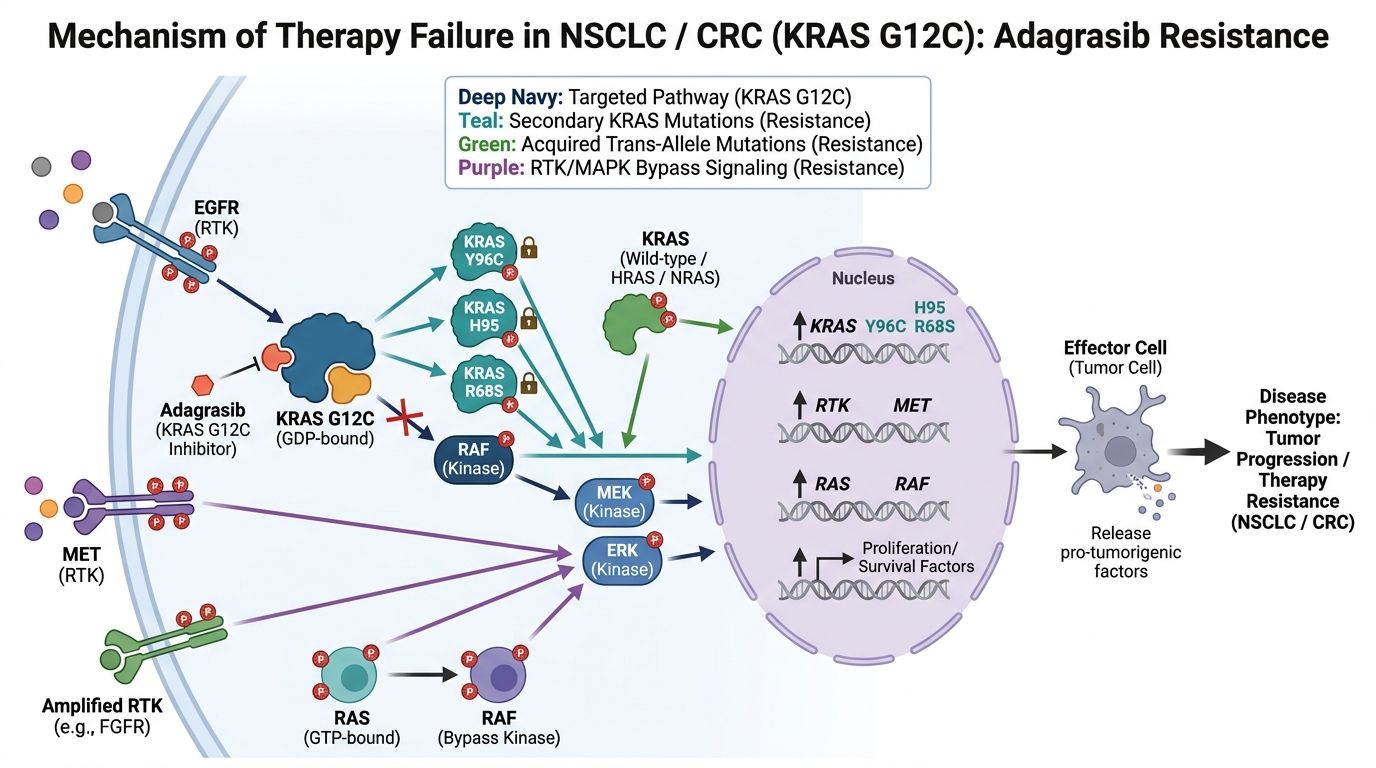 Mechanism of Therapy Failure in NSCLC / CRC (KRAS G12C): Adagrasib Resistance
Deep Navy: Targeted Pathway (KRAS G12C)
Teal: Secondary KRAS Mutations (Resistance)
Green: Acquired Trans-Allele Mutations (Resistance)
Purple: RTK/MAPK Bypass Signaling (Resistance)
EGFR
(RTK)
P
P
P
P
KRAS
Y96C
KRAS
H95
KRAS
R68S
KRAS
(Wild-type /
HRAS / NRAS)
P
P
Adagrasib
(KRAS G12C
Inhibitor)
KRAS G12C
(GDP-bound)
RAF
(Kinase)
P
MEK
(Kinase)
P
ERK
(Kinase)
P
Nucleus
KRAS Y96C H95
R68S
RTK MET
RAS RAF
Proliferation/
Survival Factors
Effector Cell
(Tumor Cell)
Release
pro-tumorigenic
factors
Disease
Phenotype:
Tumor
Progression /
Therapy
Resistance
(NSCLC / CRC)
MET
(RTK)
P
P
P
P
Amplified RTK
(e.g., FGFR)
P
P
RAS
(GTP-bound)
P
P
P
RAF
(Bypass Kinase)
P
P
P